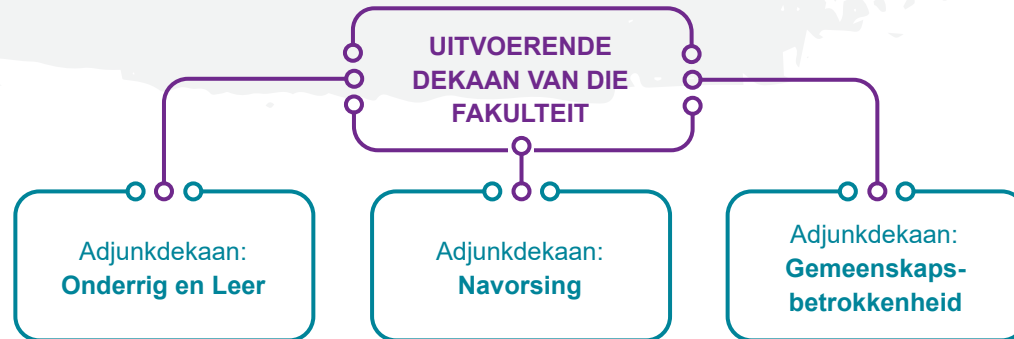 UITVOERENDE
DEKAAN VAN DIE
FAKULTEIT
Adjunkdekaan:
Onderrig en Leer
Adjunkdekaan:
Navorsing
Adjunkdekaan:
Gemeenskaps-
betrokkenheid